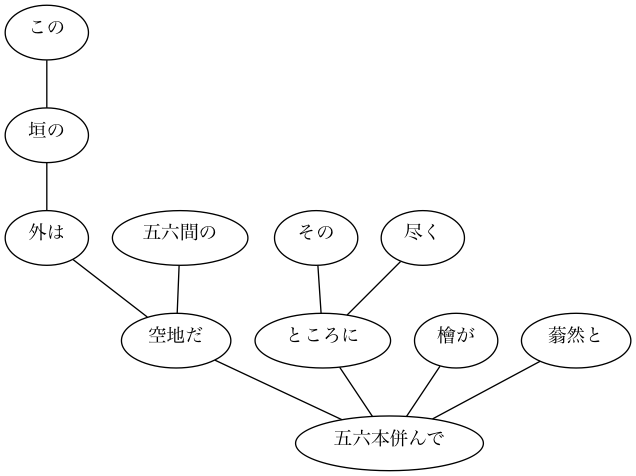 この
垣の
外は
五六間の
その
尽く
空地だ
ところに
檜が
蓊然と
五六本併んで